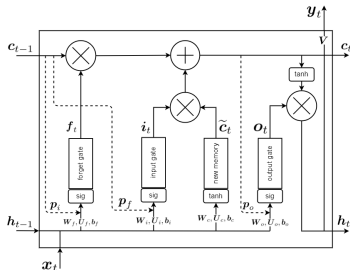 y_t
V
c_{t-1}
c_t
tanh
f_t
i_t
c̃_t
o_t
forget gate
input gate
new memory
output gate
p_i
sig
p_f
sig
tanh
p_o
sig
h_{t-1}
W_f, U_f, b_f
W_i, U_i, b_i
W_c, U_c, b_c
W_o, U_o, b_o
h_t
x_t